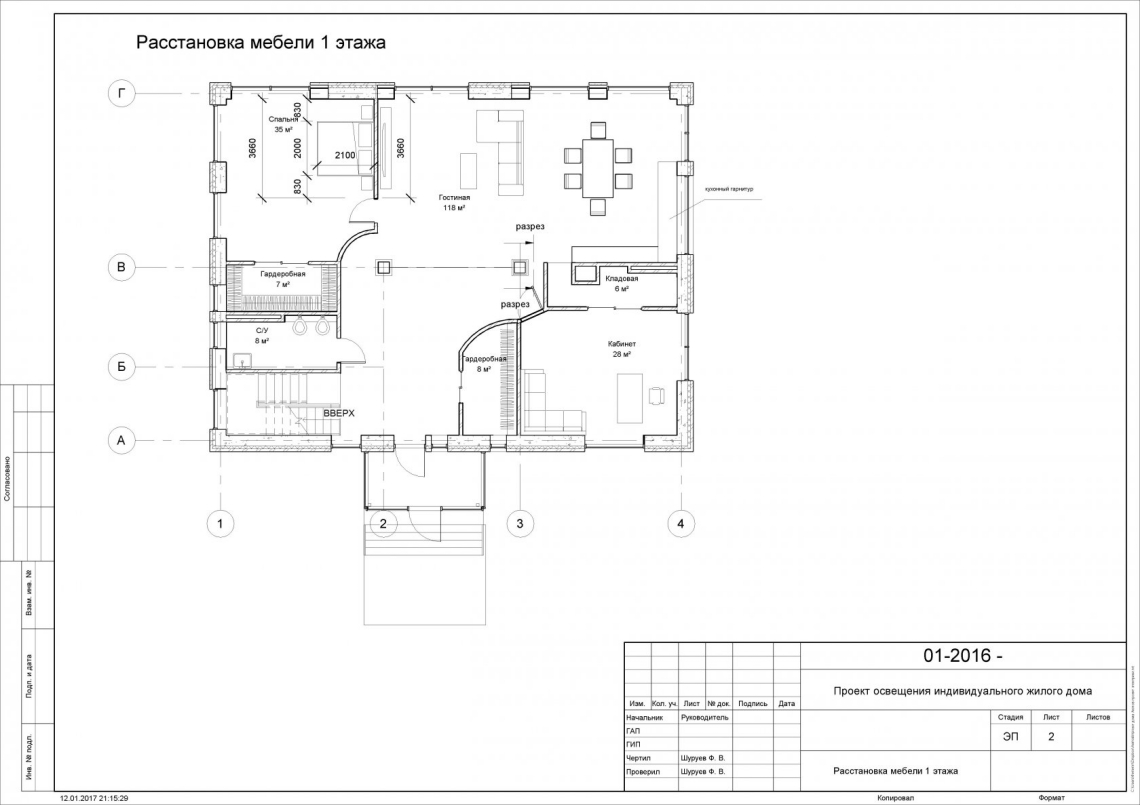 Расстановка мебели 1 этажа
Г
В
Б
А
1
2
3
4
Спальня
35 м²
3660
830
2000
830
2100
3660
Гостиная
118 м²
кухонный гарнитур
разрез
разрез
Гардеробная
7 м²
Кладовая
6 м²
С/У
8 м²
Гардеробная
8 м²
Кабинет
28 м²
ВВЕРХ
Согласовано
Взам. инв. №
Подп. и дата
Инв. № подл.
01-2016 -
Проект освещения индивидуального жилого дома
Изм. Кол. уч. Лист № док. Подпись Дата
Начальник Руководитель
ГАП
ГИП
Чертил Шуруев Ф. В.
Проверил Шуруев Ф. В.
Стадия Лист Листов
ЭП 2
Расстановка мебели 1 этажа
12.01.2017 21:15:29
Копировал
Формат